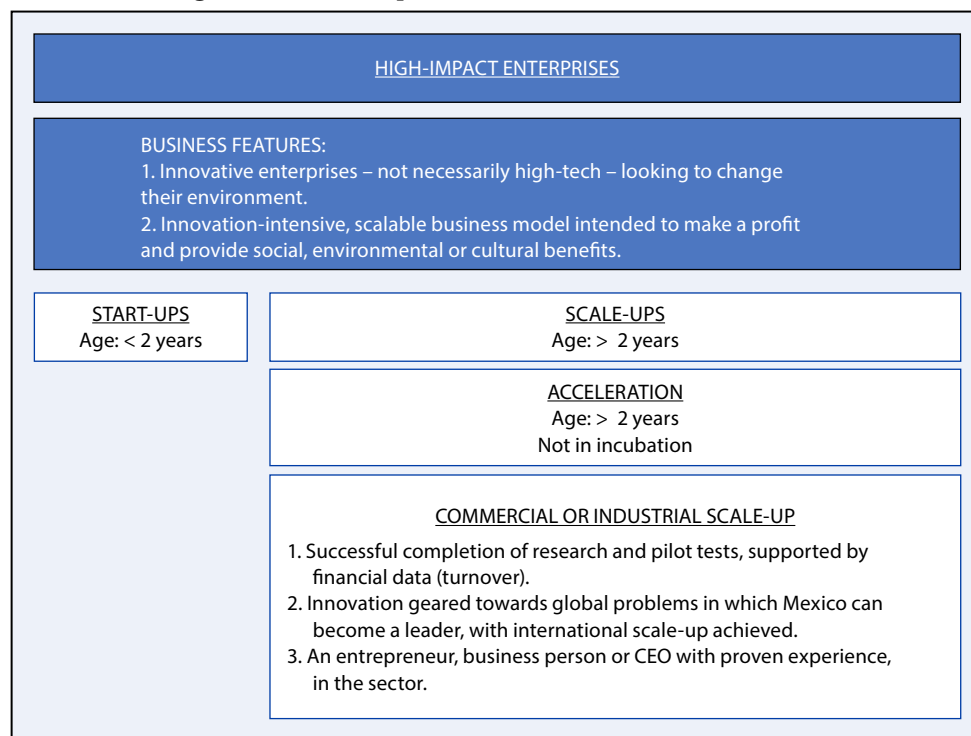 HIGH-IMPACT ENTERPRISES
BUSINESS FEATURES:
1. Innovative enterprises – not necessarily high-tech – looking to change
their environment.
2. Innovation-intensive, scalable business model intended to make a profit
and provide social, environmental or cultural benefits.
START-UPS
Age: < 2 years
SCALE-UPS
Age: > 2 years
ACCELERATION
Age: > 2 years
Not in incubation
COMMERCIAL OR INDUSTRIAL SCALE-UP
1. Successful completion of research and pilot tests, supported by
financial data (turnover).
2. Innovation geared towards global problems in which Mexico can
become a leader, with international scale-up achieved.
3. An entrepreneur, business person or CEO with proven experience,
in the sector.